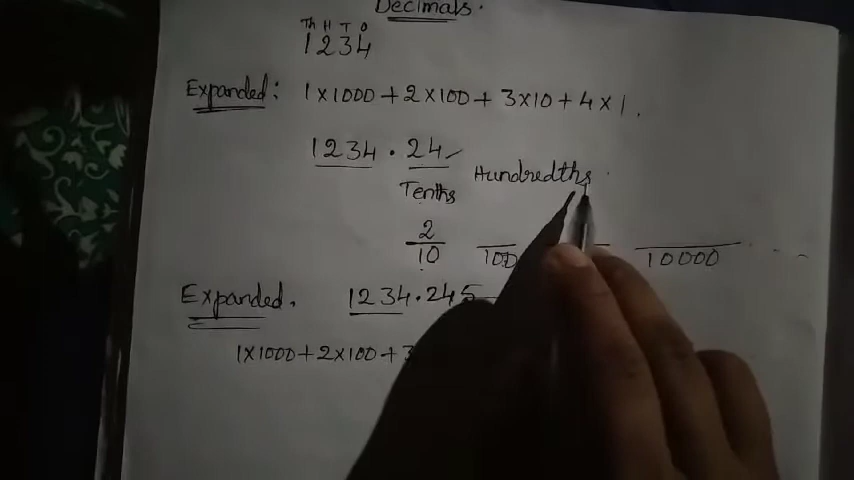 Decimals.
Th H T O
1234
Expanded: 1×1000+2×100+ 3×10+4×1.
1234.24
Tenths Hundredths
2
10 100 10000
Expanded. 1234.245
1×1000+2×100+3